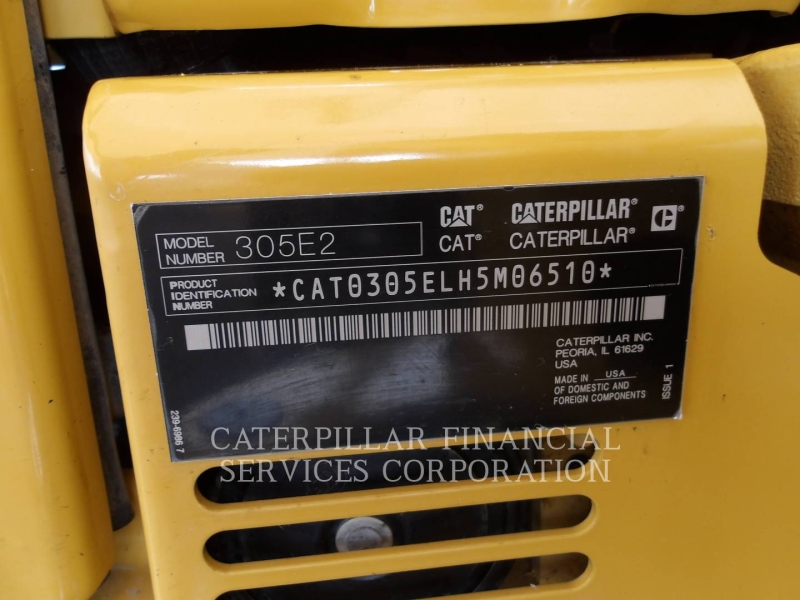 MODEL NUMBER 305E2
CAT® CATERPILLAR® C®
CAT® CATERPILLAR®
PRODUCT IDENTIFICATION NUMBER *CAT0305ELH5M06510*
CATERPILLAR INC.
PEORIA, IL 61629
USA
MADE IN USA
OF DOMESTIC AND
FOREIGN COMPONENTS
ISSUE 1
239-6986 7
CATERPILLAR FINANCIAL
SERVICES CORPORATION